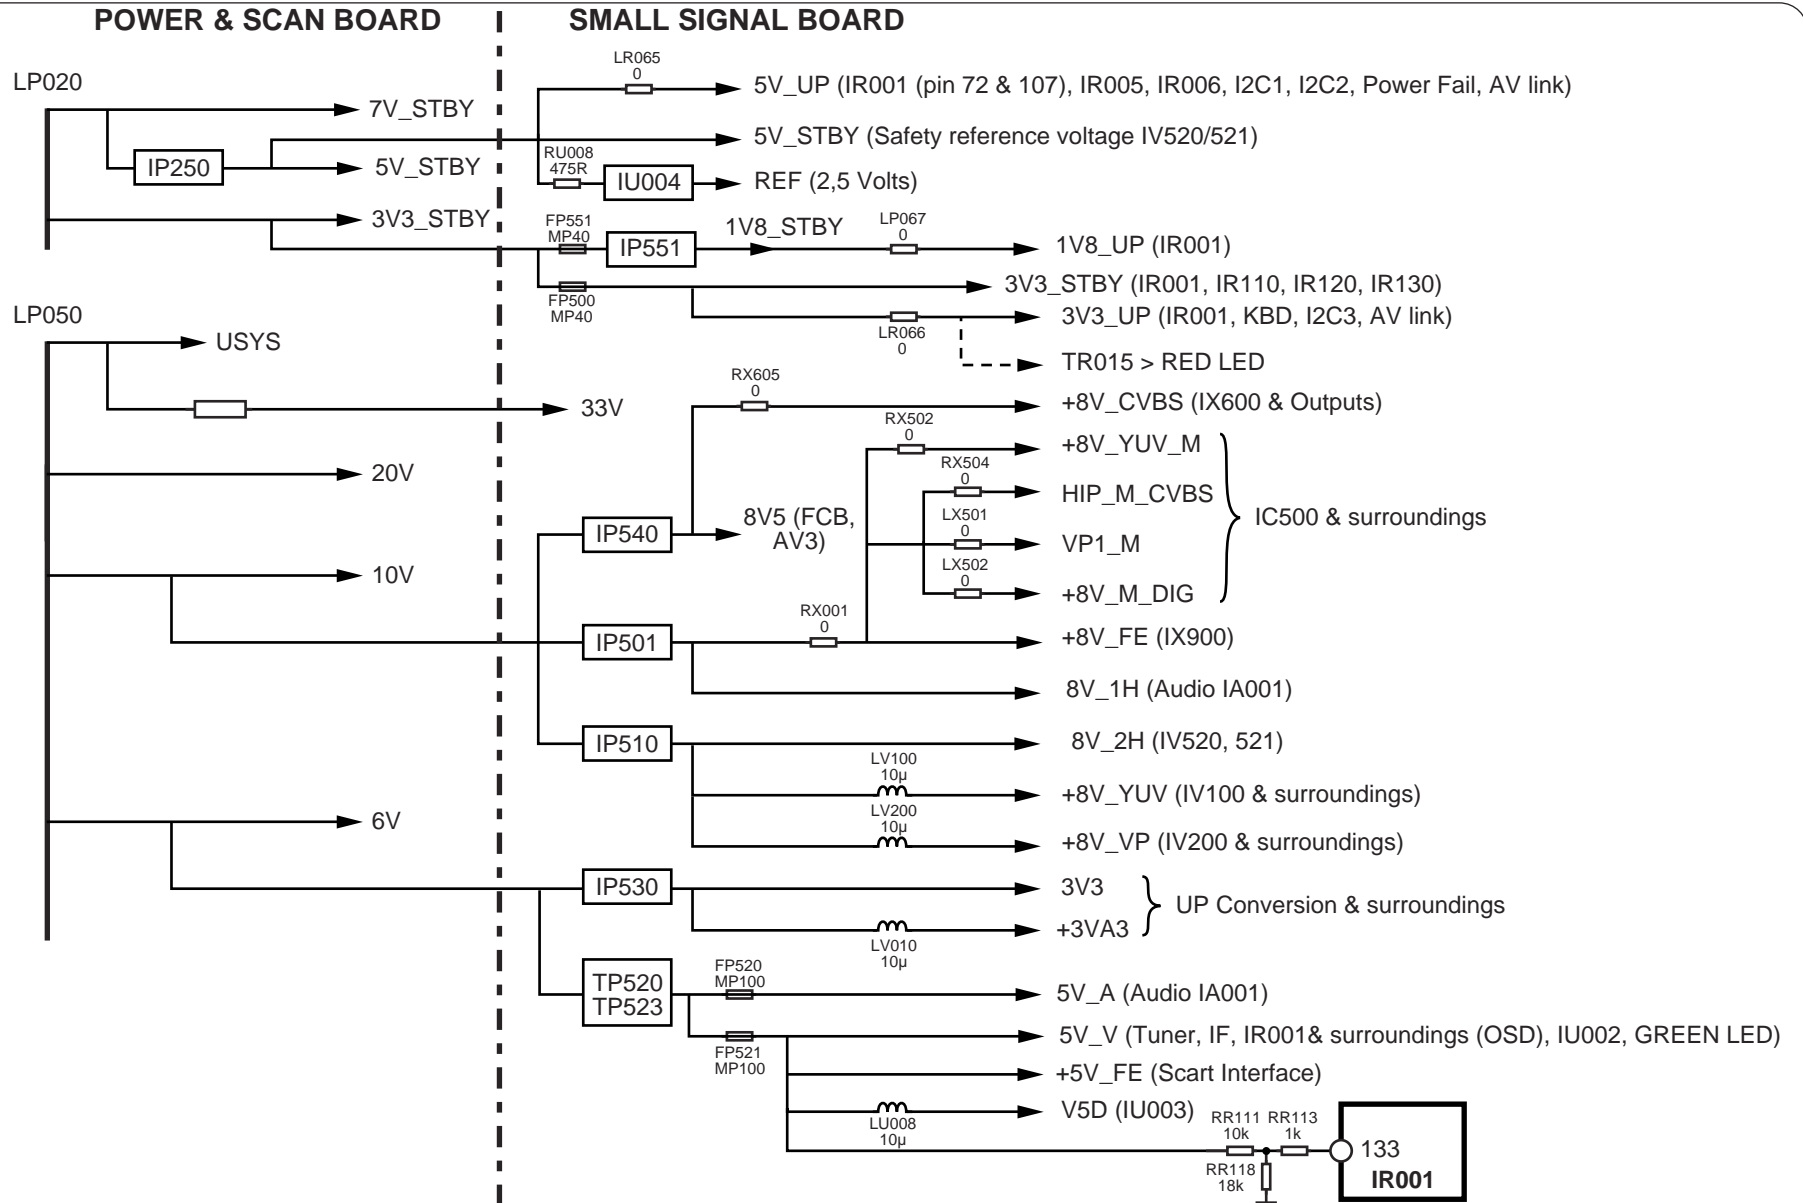 POWER & SCAN BOARD
SMALL SIGNAL BOARD
LP020
LR065
0
5V_UP (IR001 (pin 72 & 107), IR005, IR006, I2C1, I2C2, Power Fail, AV link)
7V_STBY
5V_STBY (Safety reference voltage IV520/521)
IP250
5V_STBY
RU008
475R
IU004
REF (2,5 Volts)
3V3_STBY
FP551
MP40
IP551
1V8_STBY
LP067
0
1V8_UP (IR001)
FP500
MP40
3V3_STBY (IR001, IR110, IR120, IR130)
LP050
LR066
0
3V3_UP (IR001, KBD, I2C3, AV link)
USYS
TR015 > RED LED
33V
RX605
0
+8V_CVBS (IX600 & Outputs)
RX502
0
+8V_YUV_M
20V
RX504
0
HIP_M_CVBS
IC500 & surroundings
IP540
8V5 (FCB,
AV3)
LX501
0
VP1_M
10V
LX502
0
+8V_M_DIG
IP501
RX001
0
+8V_FE (IX900)
8V_1H (Audio IA001)
IP510
8V_2H (IV520, 521)
LV100
10µ
+8V_YUV (IV100 & surroundings)
6V
LV200
10µ
+8V_VP (IV200 & surroundings)
IP530
3V3
UP Conversion & surroundings
+3VA3
LV010
10µ
TP520
TP523
FP520
MP100
5V_A (Audio IA001)
FP521
MP100
5V_V (Tuner, IF, IR001& surroundings (OSD), IU002, GREEN LED)
+5V_FE (Scart Interface)
V5D (IU003)
LU008
10µ
RR111
10k
RR113
1k
133
IR001
RR118
18k